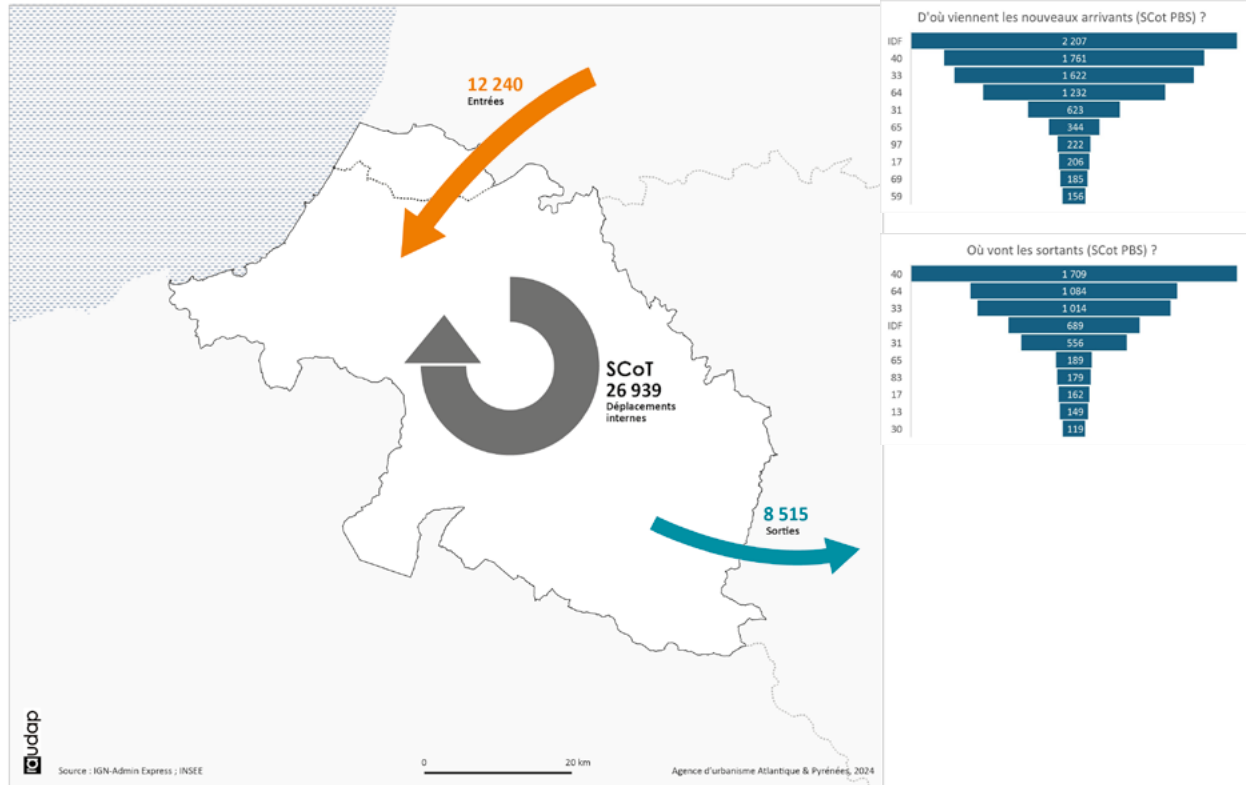 12 240
Entrées
SCoT
26 939
Déplacements
internes
8 515
Sorties
audap
Source : IGN-Admin Express ; INSEE
0 20 km
Agence d'urbanisme Atlantique & Pyrénées, 2024
D'où viennent les nouveaux arrivants (SCot PBS) ?
IDF 2 207
40 1 761
33 1 622
64 1 232
31 623
65 344
97 222
17 206
69 185
59 156
Où vont les sortants (SCot PBS) ?
40 1 709
64 1 084
33 1 014
IDF 689
31 556
65 189
83 179
17 162
13 149
30 119